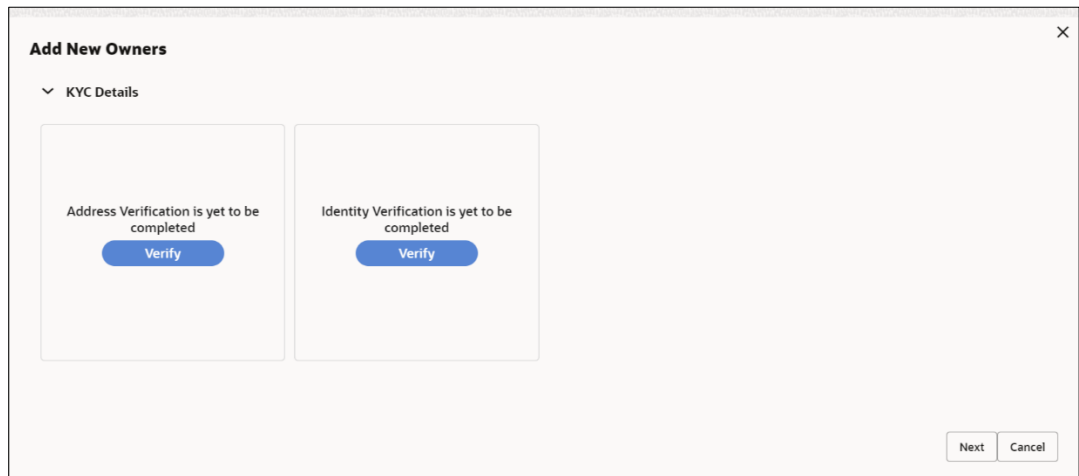 Add New Owners
KYC Details
Address Verification is yet to be
completed
Verify
Identity Verification is yet to be
completed
Verify
Next
Cancel